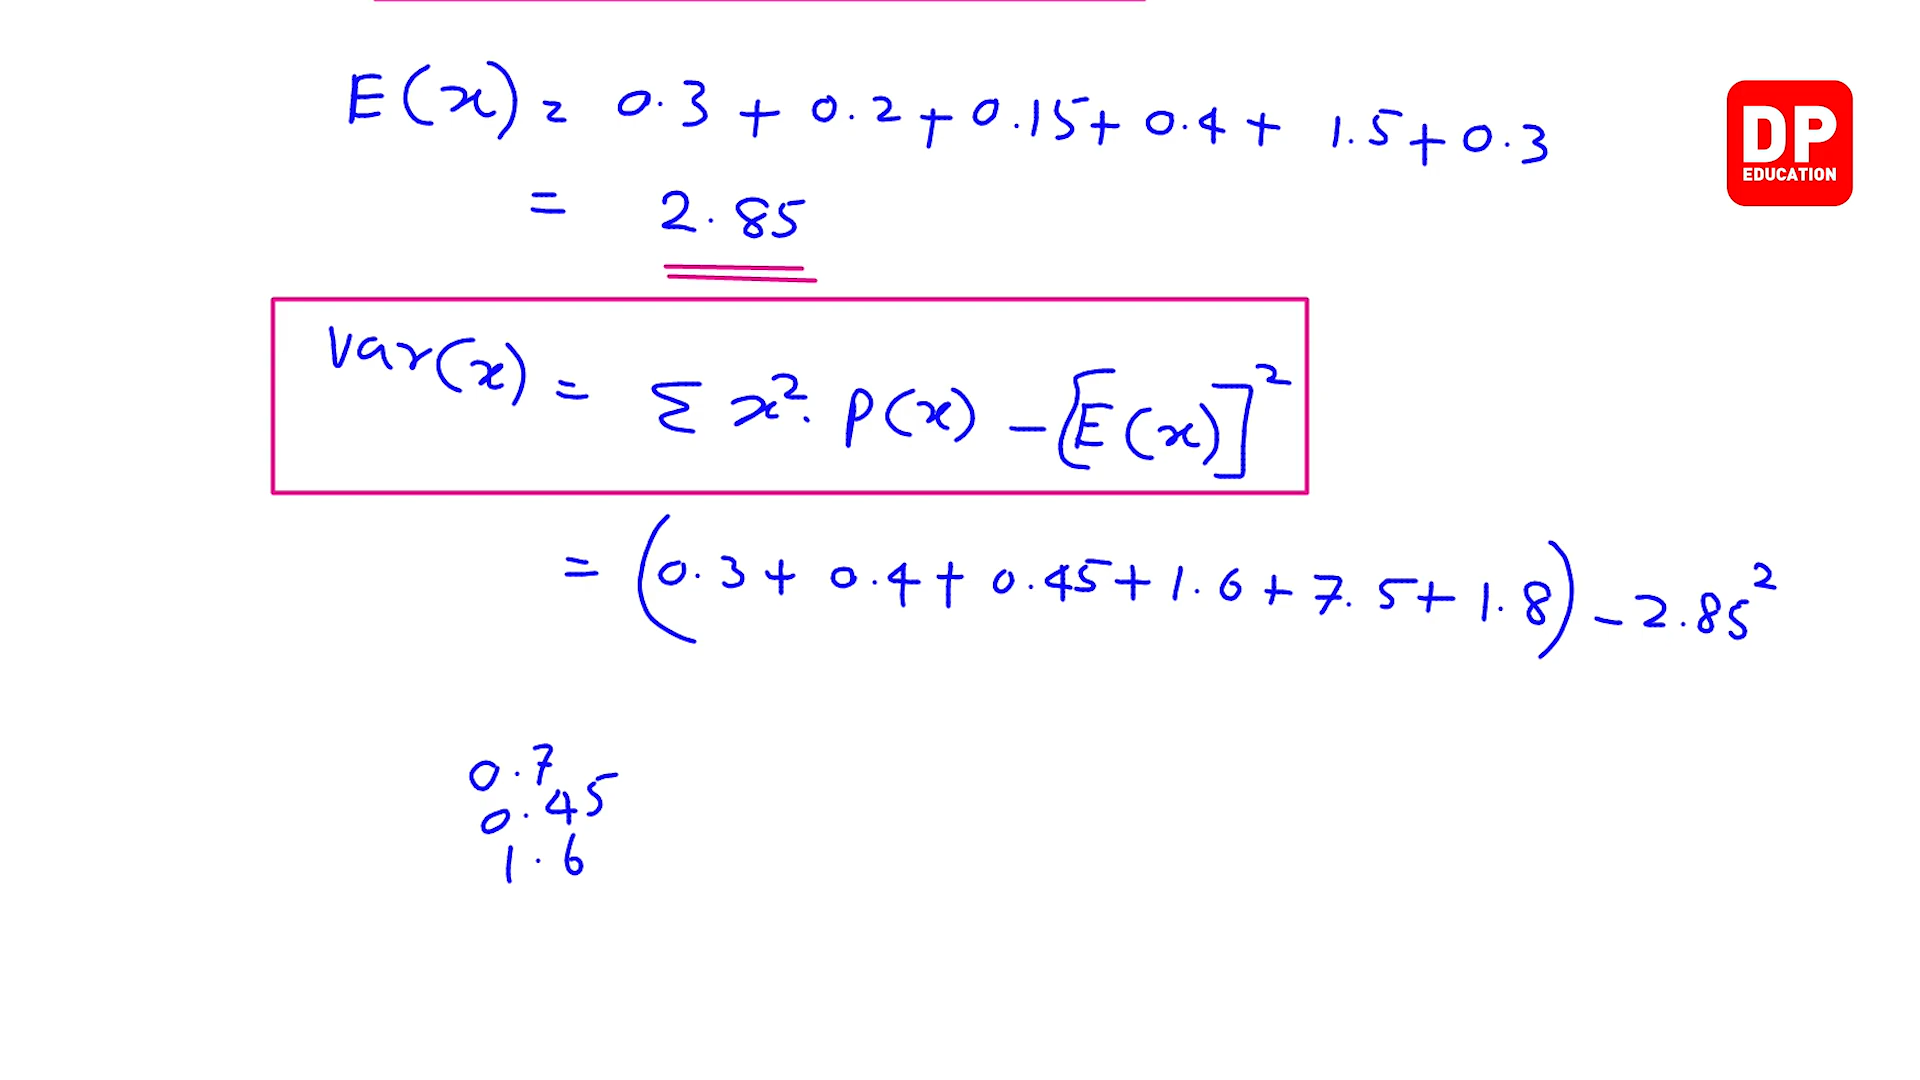 E(x) = 0.3 + 0.2 + 0.15 + 0.4 + 1.5 + 0.3
= 2.85
DP
EDUCATION
Var(x) = Σ x². P(x) - [E(x)]²
= (0.3 + 0.4 + 0.45 + 1.6 + 7.5 + 1.8) - 2.85²
0.7
0.45
1.6